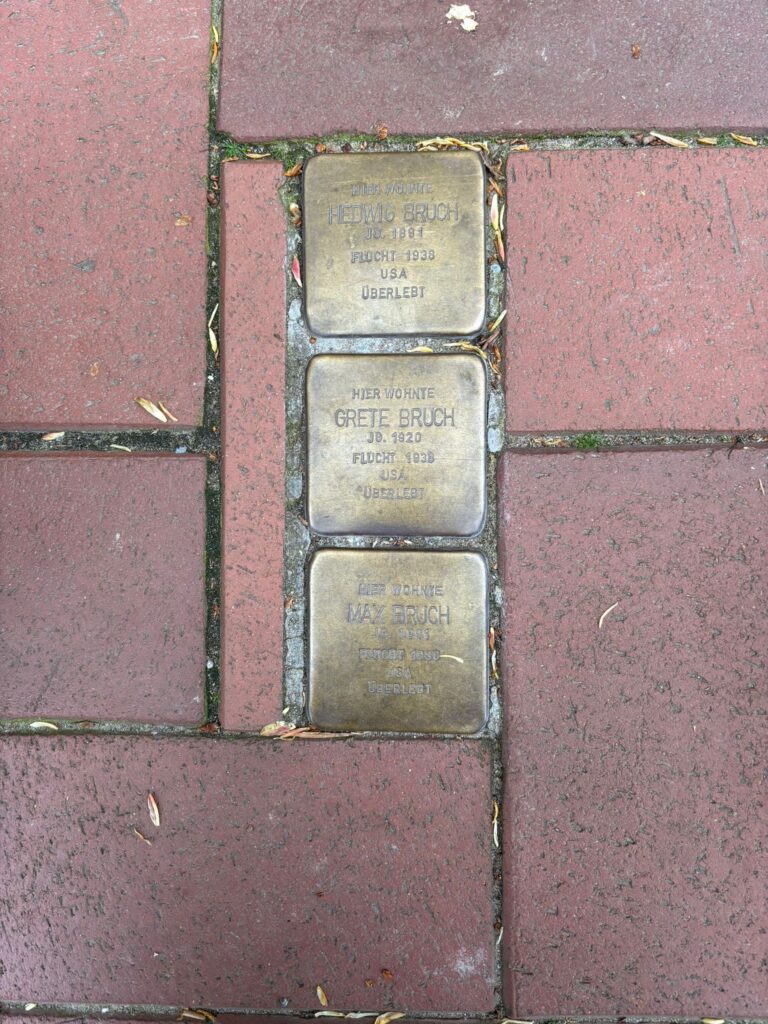 HIER WOHNTE
HEDWIG BRUCH
JG. 1891
FLUCHT 1938
USA
ÜBERLEBT
HIER WOHNTE
GRETE BRUCH
JG. 1920
FLUCHT 1938
USA
ÜBERLEBT
HIER WOHNTE
MAX BRUCH
FLUCHT
USA
ÜBERLEBT